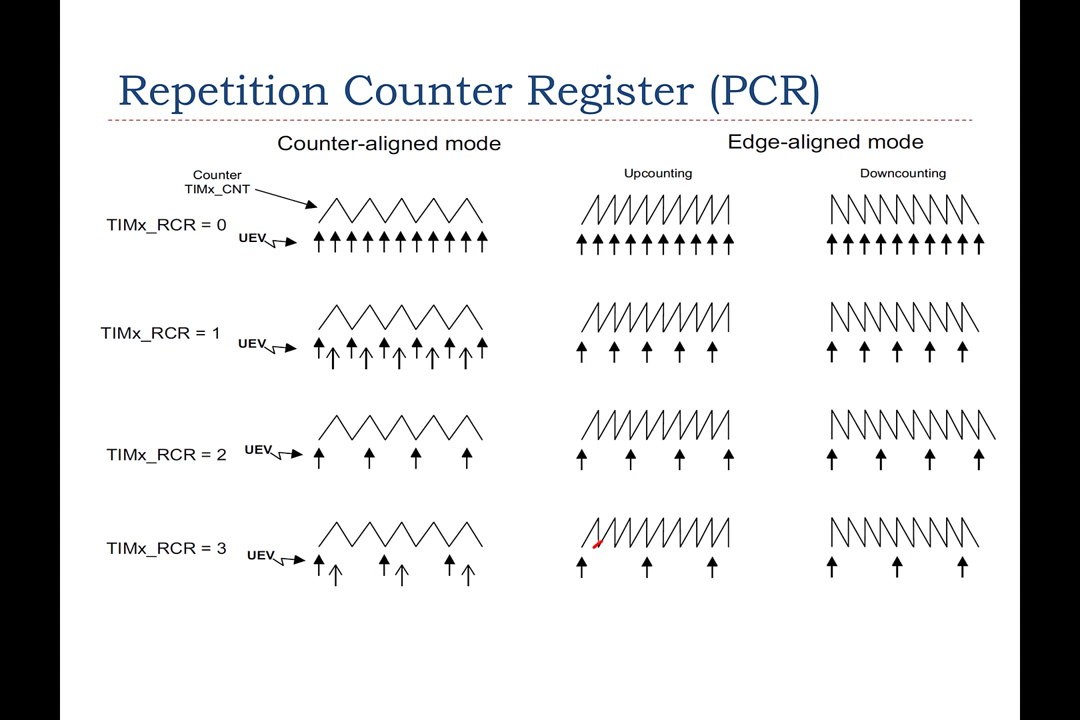 Repetition Counter Register (PCR)
Counter-aligned mode
Edge-aligned mode
Counter
TIMx_CNT
Upcounting
Downcounting
TIMx_RCR = 0
UEV
TIMx_RCR = 1
UEV
TIMx_RCR = 2
UEV
TIMx_RCR = 3
UEV